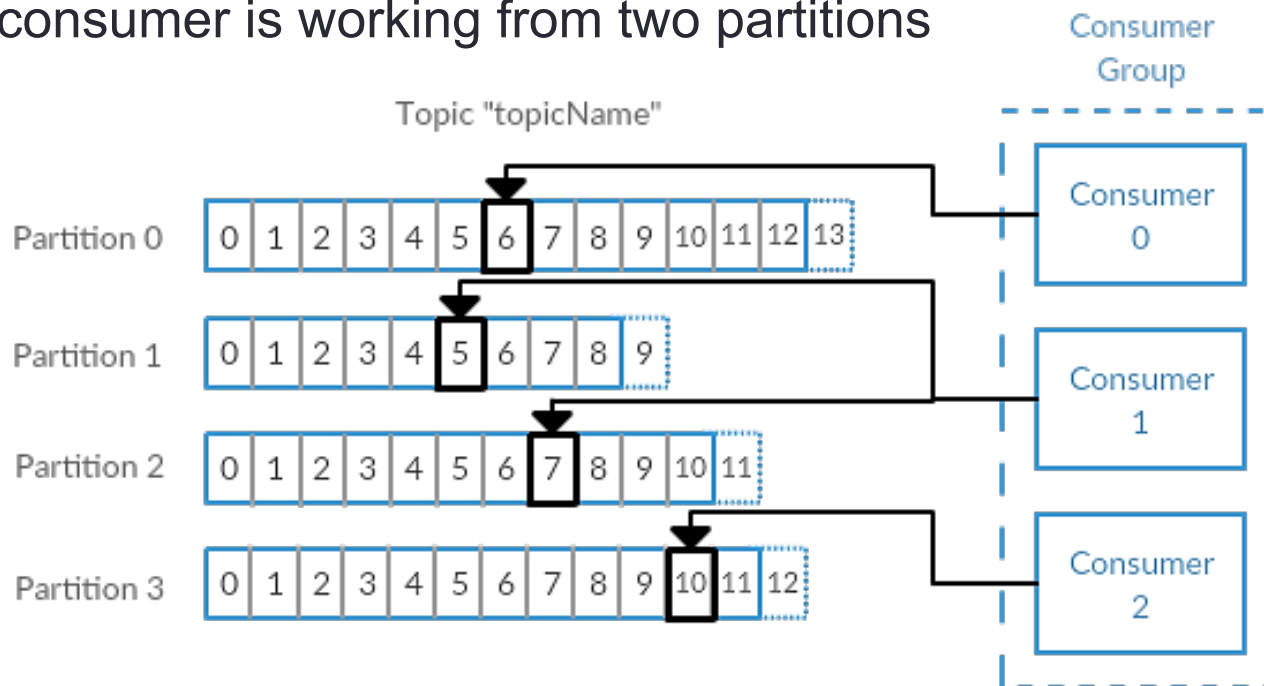 consumer is working from two partitions
Consumer
Group
Topic "topicName"
Partition 0
0 1 2 3 4 5 6 7 8 9 10 11 12 13
Consumer
0
Partition 1
0 1 2 3 4 5 6 7 8 9
Consumer
1
Partition 2
0 1 2 3 4 5 6 7 8 9 10 11
Partition 3
0 1 2 3 4 5 6 7 8 9 10 11 12
Consumer
2